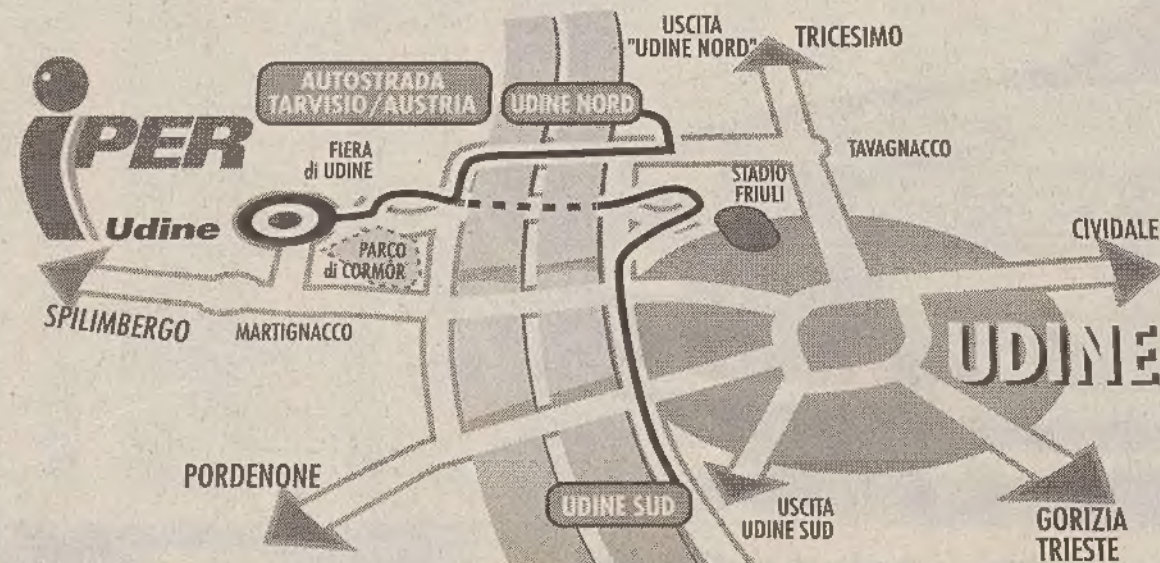 USCITA
"UDINE NORD"
TRICESIMO
AUTOSTRADA
TARVISIO/AUSTRIA
UDINE NORD
iPER
Udine
FIERA
di UDINE
TAVAGNACCO
STADIO
FRIULI
CIVIDALE
PARCO
di CORMÔR
SPILIMBERGO
MARTIGNACCO
UDINE
PORDENONE
UDINE SUD
USCITA
UDINE SUD
GORIZIA
TRIESTE